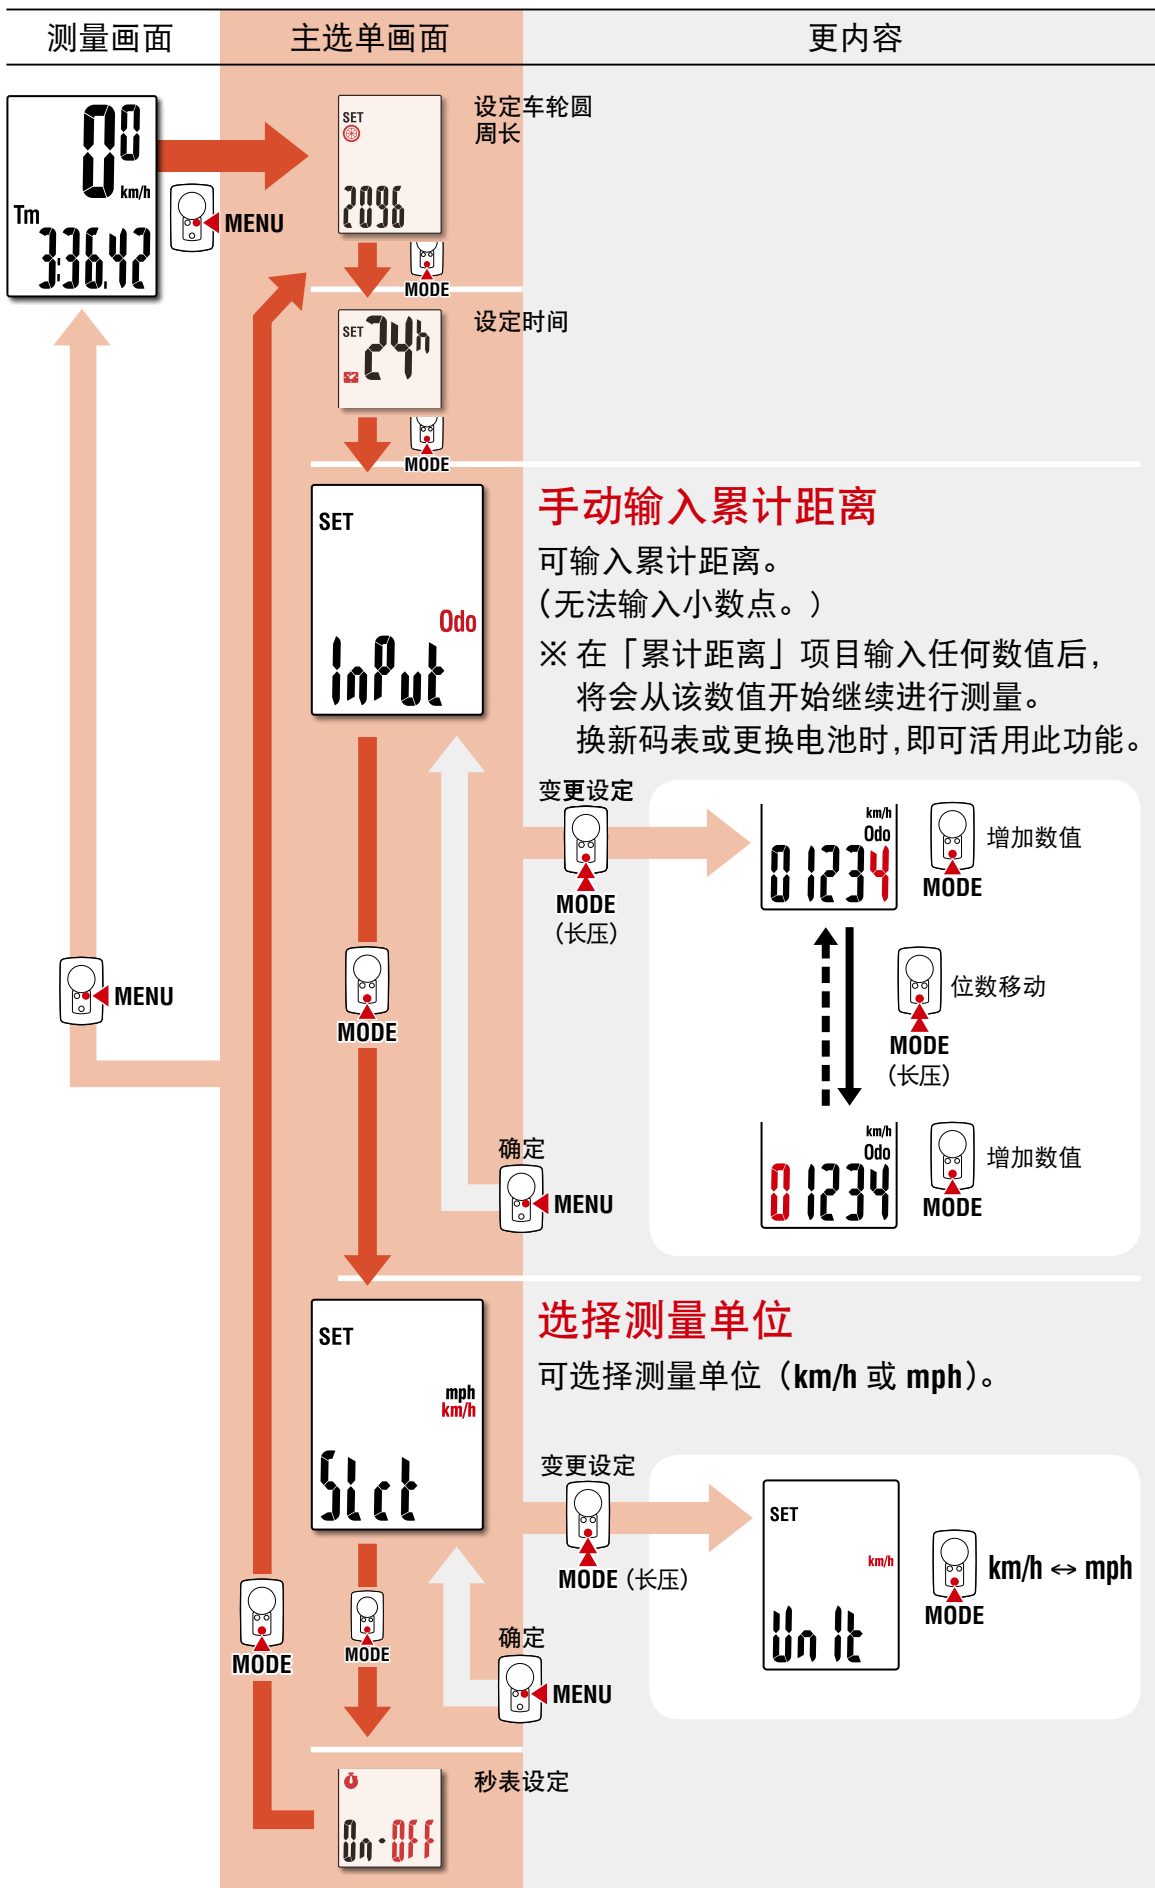 测量画面
主选单画面
更内容
0⁰
km/h
Tm
3:36.42
MENU
SET
2096
设定车轮圆
周长
MODE
SET
24h
设定时间
MODE
SET
Odo
InPut
手动输入累计距离
可输入累计距离。
（无法输入小数点。）
※ 在「累计距离」项目输入任何数值后，
将会从该数值开始继续进行测量。
换新码表或更换电池时，即可活用此功能。
变更设定
MODE
（长压）
km/h
Odo
01234
MODE
增加数值
MODE
（长压）
位数移动
km/h
Odo
01234
MODE
增加数值
MENU
MODE
确定
MENU
SET
mph
km/h
Slct
选择测量单位
可选择测量单位（km/h 或 mph）。
变更设定
MODE（长压）
SET
km/h
Unit
MODE
km/h ↔ mph
MODE
MODE
确定
MENU
On-OFF
秒表设定